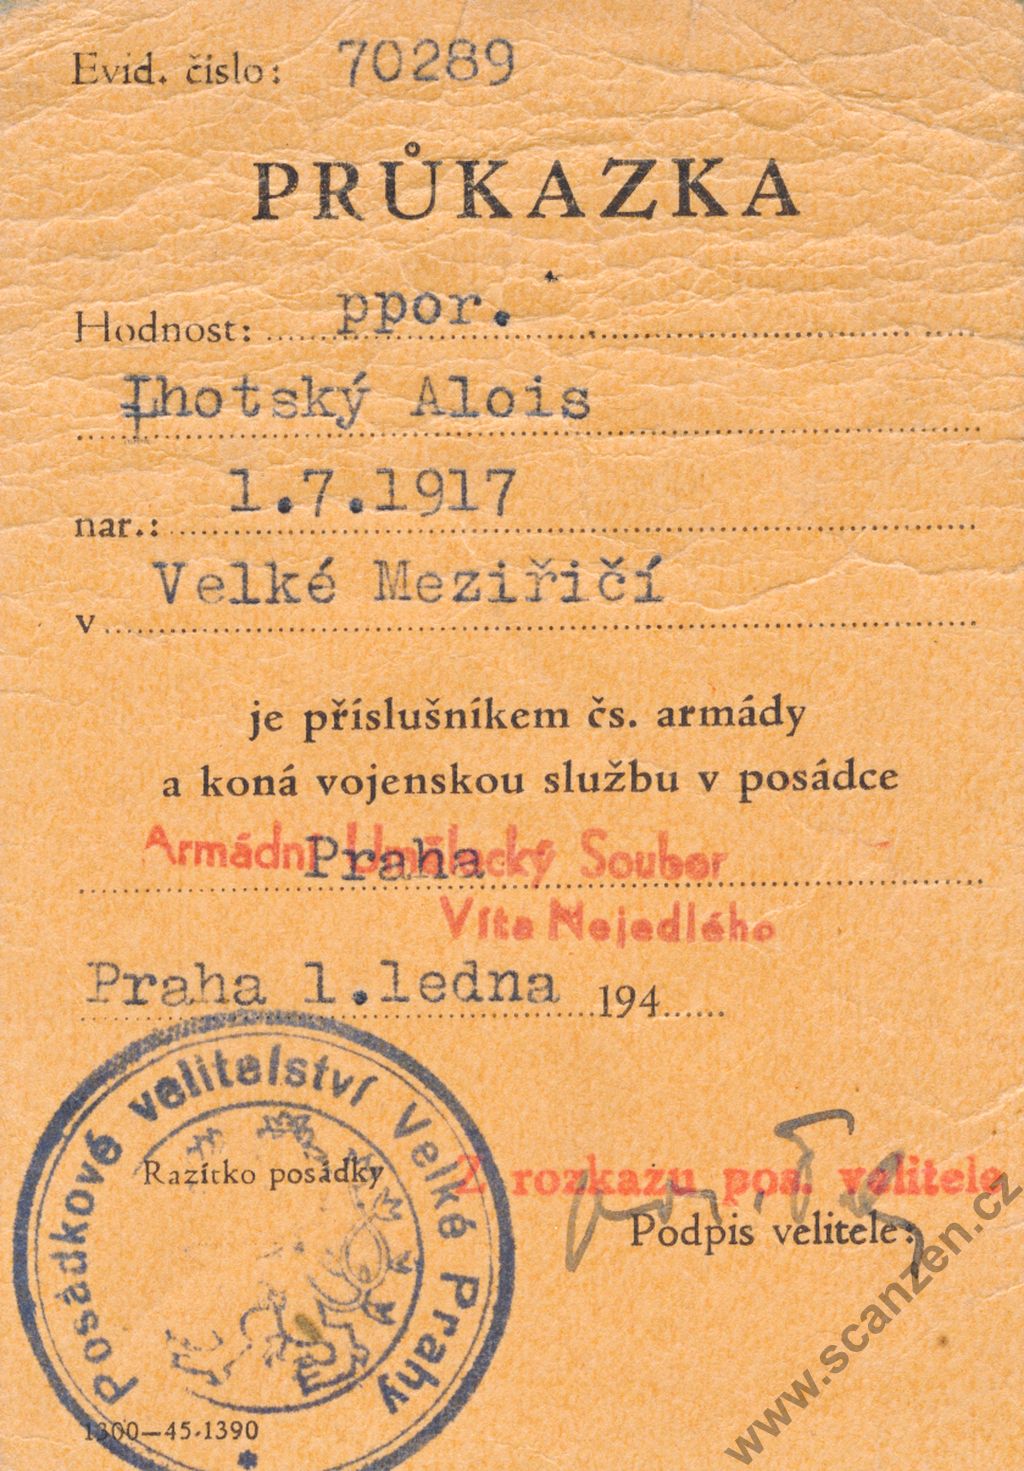 Evid. číslo: 70289
PRŮKAZKA
Hodnost: ppor.
Lhotský Alois
nar.: 1.7.1917
v Velké Meziřičí
je příslušníkem čs. armády
a koná vojenskou službu v posádce
Armádní Umělecký Soubor
Praha
Víta Nejedlého
Praha 1.ledna 194
Posádkové velitelství Velké Prahy
Razítko posádky
Z rozkazu pos. velitele
Podpis velitele:
1300—45-1390
www.scanzen.cz